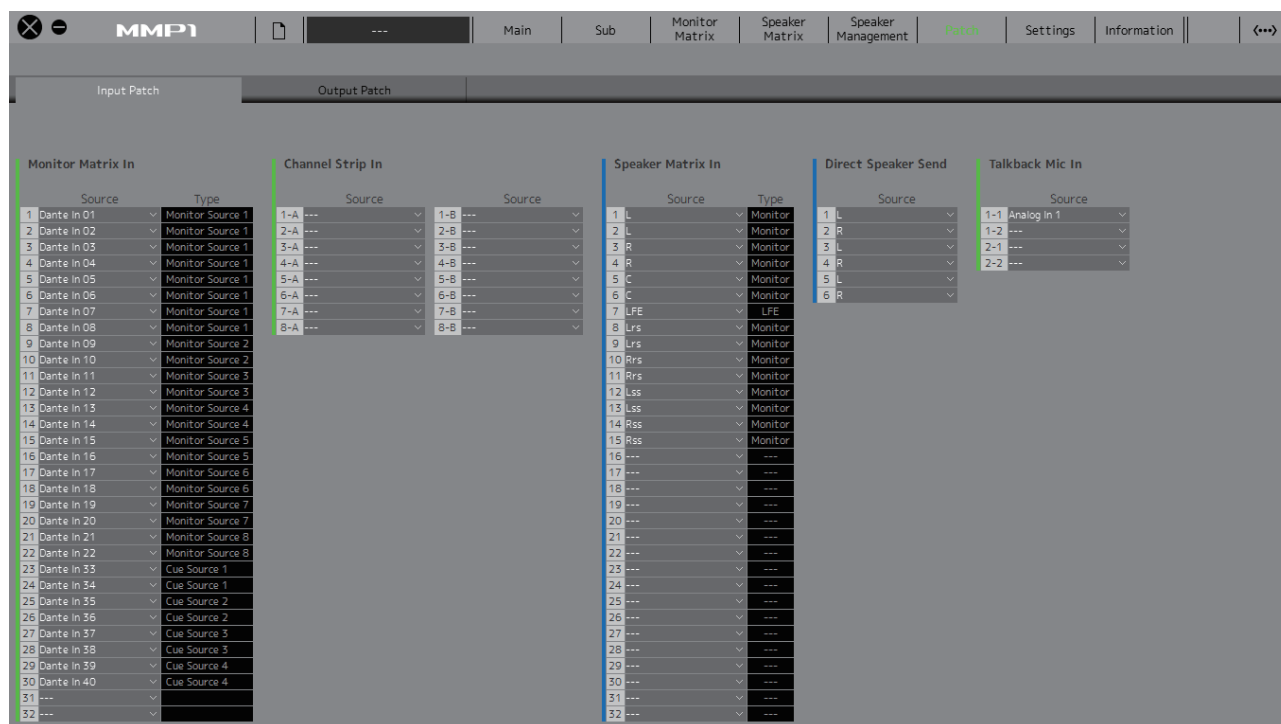 MMP1 --- Main Sub Monitor Matrix Speaker Matrix Speaker Management Patch Settings Information
Input Patch Output Patch
Monitor Matrix In
Source Type
1 Dante In 01 Monitor Source 1
2 Dante In 02 Monitor Source 1
3 Dante In 03 Monitor Source 1
4 Dante In 04 Monitor Source 1
5 Dante In 05 Monitor Source 1
6 Dante In 06 Monitor Source 1
7 Dante In 07 Monitor Source 1
8 Dante In 08 Monitor Source 1
9 Dante In 09 Monitor Source 2
10 Dante In 10 Monitor Source 2
11 Dante In 11 Monitor Source 3
12 Dante In 12 Monitor Source 3
13 Dante In 13 Monitor Source 4
14 Dante In 14 Monitor Source 4
15 Dante In 15 Monitor Source 5
16 Dante In 16 Monitor Source 5
17 Dante In 17 Monitor Source 6
18 Dante In 18 Monitor Source 6
19 Dante In 19 Monitor Source 7
20 Dante In 20 Monitor Source 7
21 Dante In 21 Monitor Source 8
22 Dante In 22 Monitor Source 8
23 Dante In 33 Cue Source 1
24 Dante In 34 Cue Source 1
25 Dante In 35 Cue Source 2
26 Dante In 36 Cue Source 2
27 Dante In 37 Cue Source 3
28 Dante In 38 Cue Source 3
29 Dante In 39 Cue Source 4
30 Dante In 40 Cue Source 4
31 ---
32 ---
Channel Strip In
Source Source
1-A --- 1-B ---
2-A --- 2-B ---
3-A --- 3-B ---
4-A --- 4-B ---
5-A --- 5-B ---
6-A --- 6-B ---
7-A --- 7-B ---
8-A --- 8-B ---
Speaker Matrix In
Source Type
1 L Monitor
2 L Monitor
3 R Monitor
4 R Monitor
5 C Monitor
6 C Monitor
7 LFE LFE
8 Lrs Monitor
9 Lrs Monitor
10 Rrs Monitor
11 Rrs Monitor
12 Lss Monitor
13 Lss Monitor
14 Rss Monitor
15 Rss Monitor
16 --- ---
17 --- ---
18 --- ---
19 --- ---
20 --- ---
21 --- ---
22 --- ---
23 --- ---
24 --- ---
25 --- ---
26 --- ---
27 --- ---
28 --- ---
29 --- ---
30 --- ---
31 --- ---
32 --- ---
Direct Speaker Send
Source
1 L
2 R
3 L
4 R
5 L
6 R
Talkback Mic In
Source
1-1 Analog In 1
1-2 ---
2-1 ---
2-2 ---